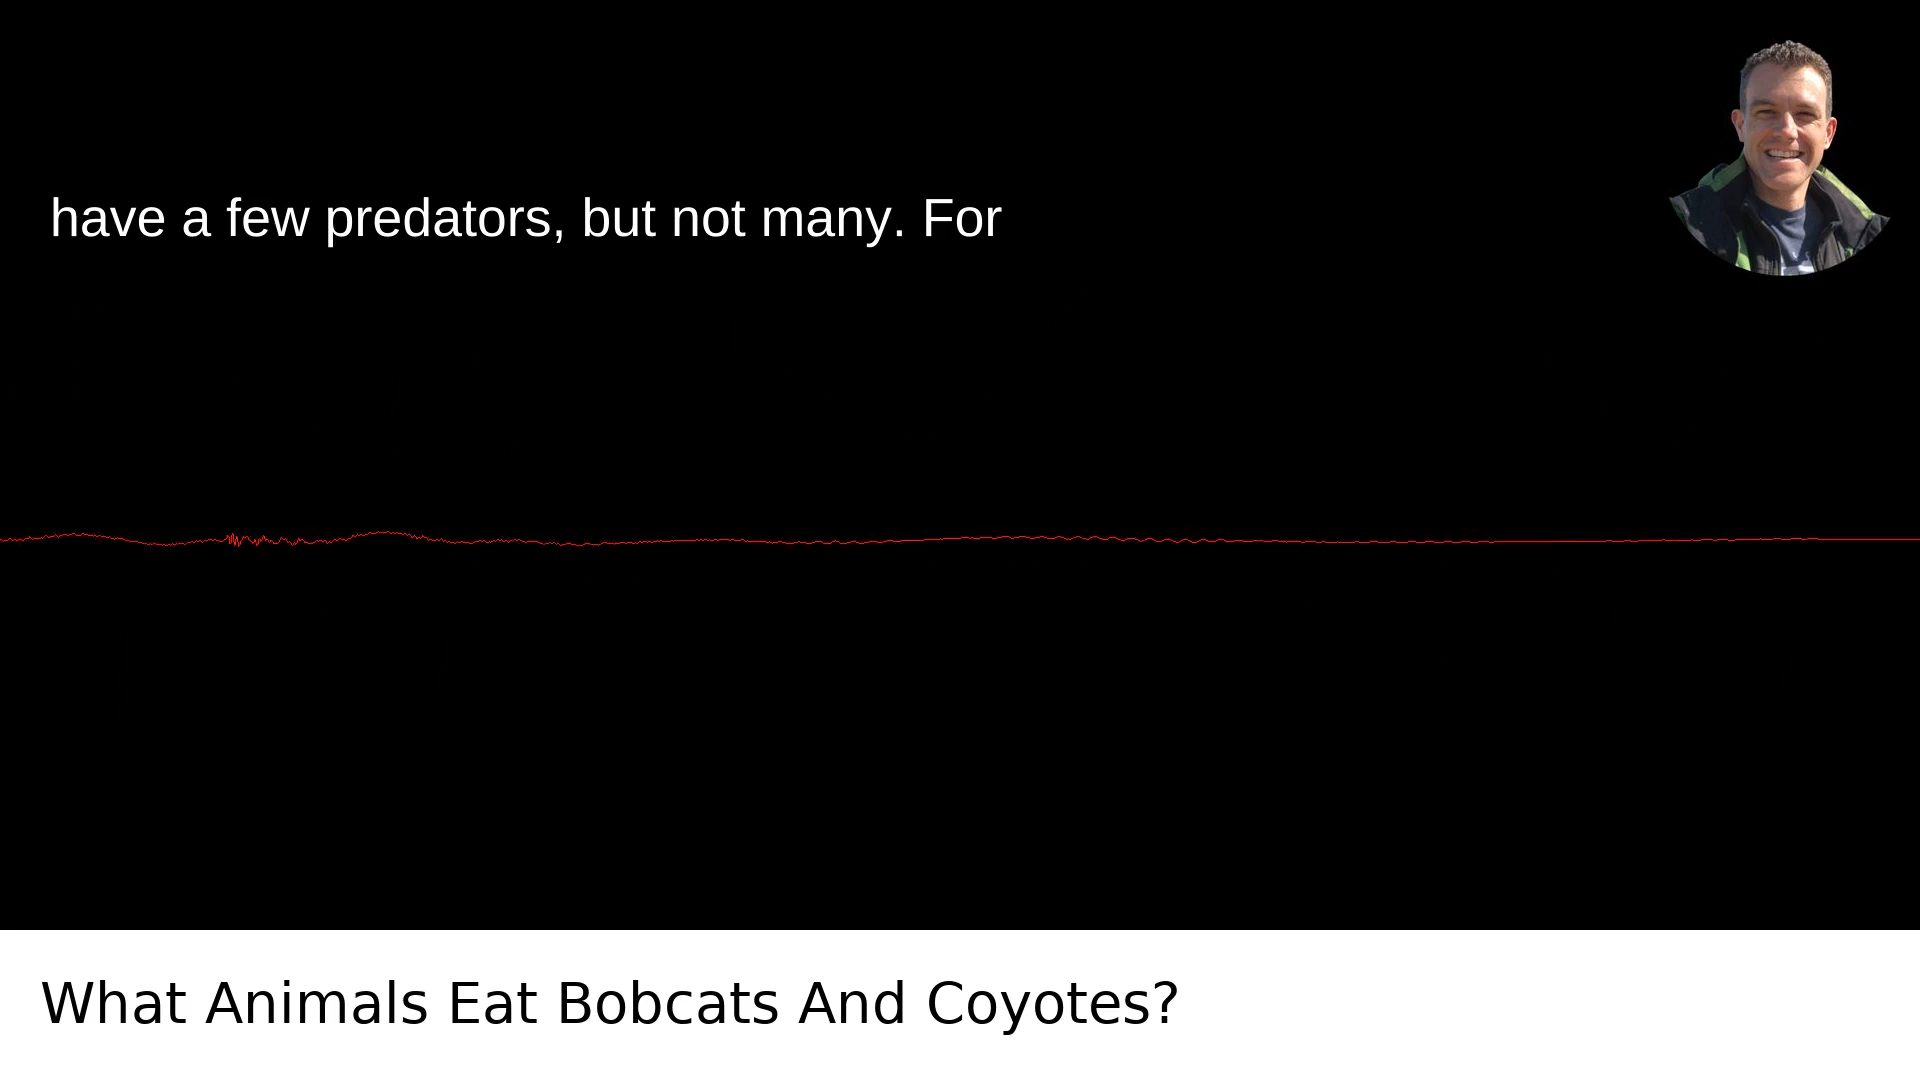 have a few predators, but not many. For
What Animals Eat Bobcats And Coyotes?